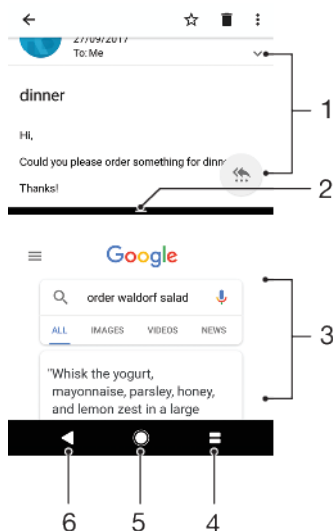 27/09/2017
To: Me
1
dinner
Hi,
Could you please order something for dinn
Thanks!
2
Google
order waldorf salad
3
ALL IMAGES VIDEOS NEWS
"Whisk the yogurt,
mayonnaise, parsley, honey,
and lemon zest in a large
6 5 4